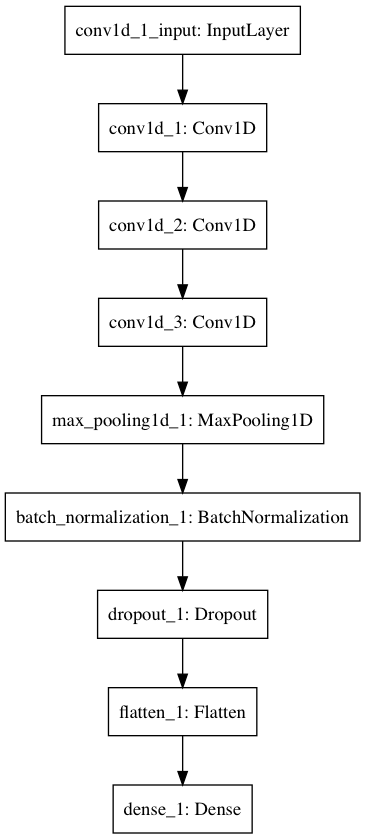 conv1d_1_input: InputLayer
conv1d_1: Conv1D
conv1d_2: Conv1D
conv1d_3: Conv1D
max_pooling1d_1: MaxPooling1D
batch_normalization_1: BatchNormalization
dropout_1: Dropout
flatten_1: Flatten
dense_1: Dense